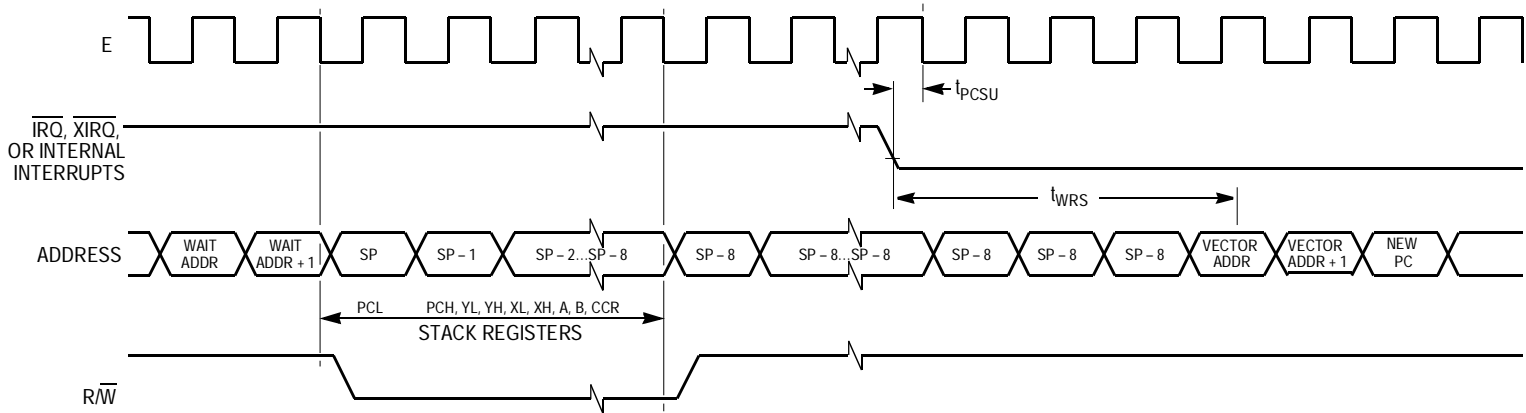 E
tPCSU
IRQ, XIRQ,
OR INTERNAL
INTERRUPTS
tWRS
ADDRESS
WAIT
ADDR
WAIT
ADDR + 1
SP
SP – 1
SP – 2...SP – 8
SP – 8
SP – 8...SP – 8
SP – 8
SP – 8
SP – 8
VECTOR
ADDR
VECTOR
ADDR + 1
NEW
PC
PCL
PCH, YL, YH, XL, XH, A, B, CCR
STACK REGISTERS
R/W